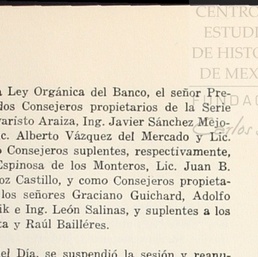 CENTRO
ESTUDI
DE HISTO
DE MEX
FUNDAC
a Ley Orgánica del Banco, el señor Pre-
dos Consejeros propietarios de la Serie
varisto Araiza, Ing. Javier Sánchez Mejo-
ic. Alberto Vázquez del Mercado y Lic.
o Consejeros suplentes, respectivamente,
Espinosa de los Monteros, Lic. Juan B.
oz Castillo, y como Consejeros propieta-
los señores Graciano Guichard, Adolfo
ik e Ing. León Salinas, y suplentes a los
ta y Raúl Bailléres.
el Día, se suspendió la sesión y reanu-